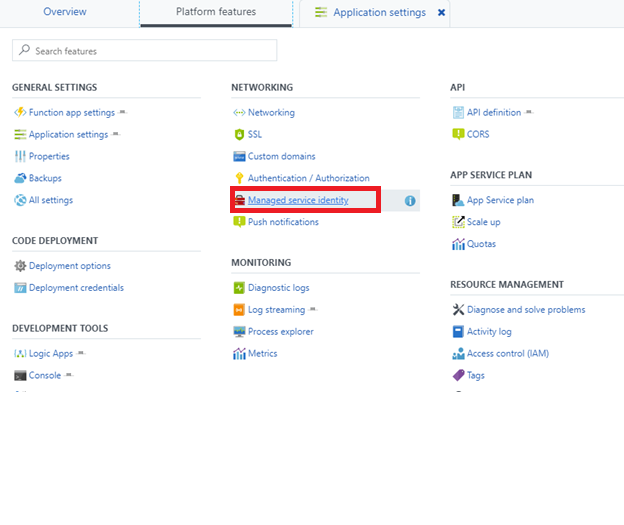 Overview
Platform features
Application settings
Search features
GENERAL SETTINGS
Function app settings
Application settings
Properties
Backups
All settings
CODE DEPLOYMENT
Deployment options
Deployment credentials
DEVELOPMENT TOOLS
Logic Apps
Console
NETWORKING
Networking
SSL
Custom domains
Authentication / Authorization
Managed service identity
Push notifications
MONITORING
Diagnostic logs
Log streaming
Process explorer
Metrics
API
API definition
CORS
APP SERVICE PLAN
App Service plan
Scale up
Quotas
RESOURCE MANAGEMENT
Diagnose and solve problems
Activity log
Access control (IAM)
Tags